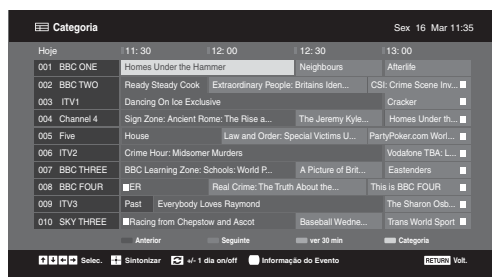 Categoria
Sex 16 Mar 11:35
Hoje 11:30 12:00 12:30 13:00
001 BBC ONE Homes Under the Hammer Neighbours Afterlife
002 BBC TWO Ready Steady Cook Extraordinary People: Britains Iden... CSI: Crime Scene Inv...
003 ITV1 Dancing On Ice Exclusive Cracker
004 Channel 4 Sign Zone: Ancient Rome: The Rise a... The Jeremy Kyle... Homes Under th...
005 Five House Law and Order: Special Victims U... PartyPoker.com Worl...
006 ITV2 Crime Hour: Midsomer Murders Vodafone TBA: L...
007 BBC THREE BBC Learning Zone: Schools: World P... A Picture of Brit... Eastenders
008 BBC FOUR ER Real Crime: The Truth About the... This is BBC FOUR
009 ITV3 Past Everybody Loves Raymond The Sharon Osb...
010 SKY THREE Racing from Chepstow and Ascot Baseball Wedne... Trans World Sport
Anterior Seguinte ver 30 min Categoria
Selec. Sintonizar +/- 1 dia on/off Informação do Evento RETURN Volt.